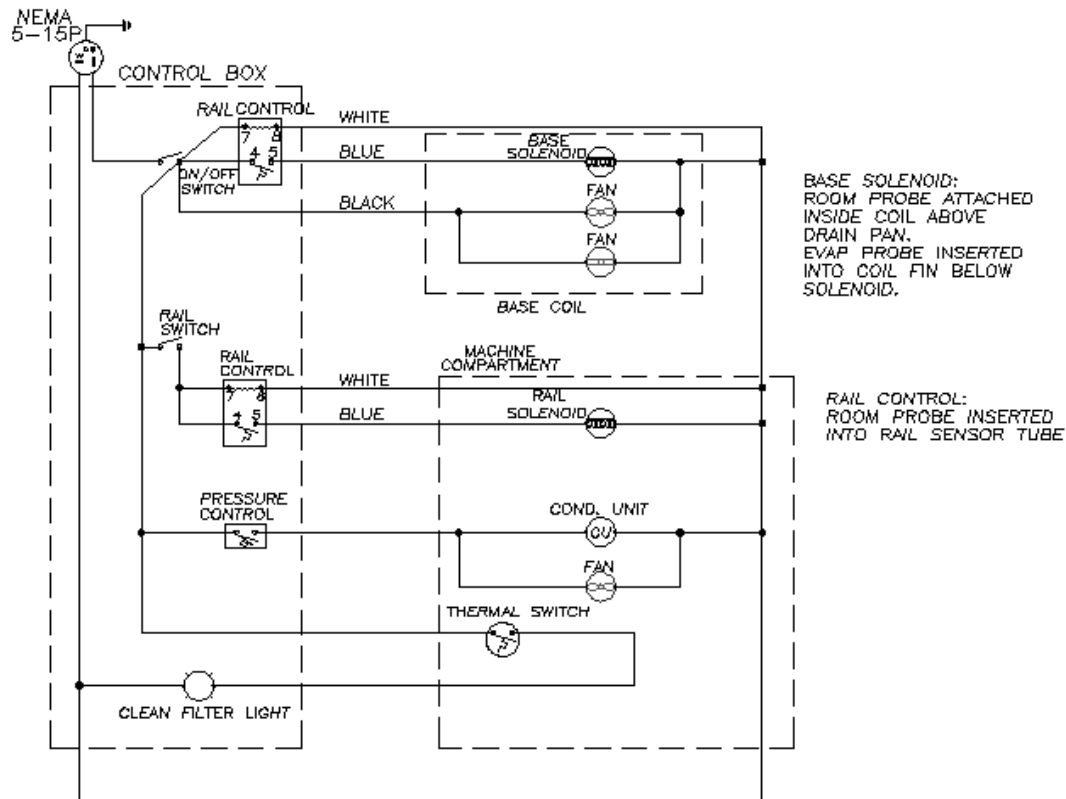 NEMA
5-15P
W
CONTROL BOX
RAIL CONTROL
7 8
4 5
ON/OFF
SWITCH
WHITE
BLUE
BLACK
BASE
SOLENOID
FAN
FAN
BASE COIL
BASE SOLENOID:
ROOM PROBE ATTACHED
INSIDE COIL ABOVE
DRAIN PAN.
EVAP PROBE INSERTED
INTO COIL FIN BELOW
SOLENOID.
RAIL
SWITCH
RAIL
CONTROL
7 8
4 5
WHITE
BLUE
MACHINE
COMPARTMENT
RAIL
SOLENOID
RAIL CONTROL:
ROOM PROBE INSERTED
INTO RAIL SENSOR TUBE
PRESSURE
CONTROL
COND. UNIT
CU
FAN
THERMAL SWITCH
CLEAN FILTER LIGHT